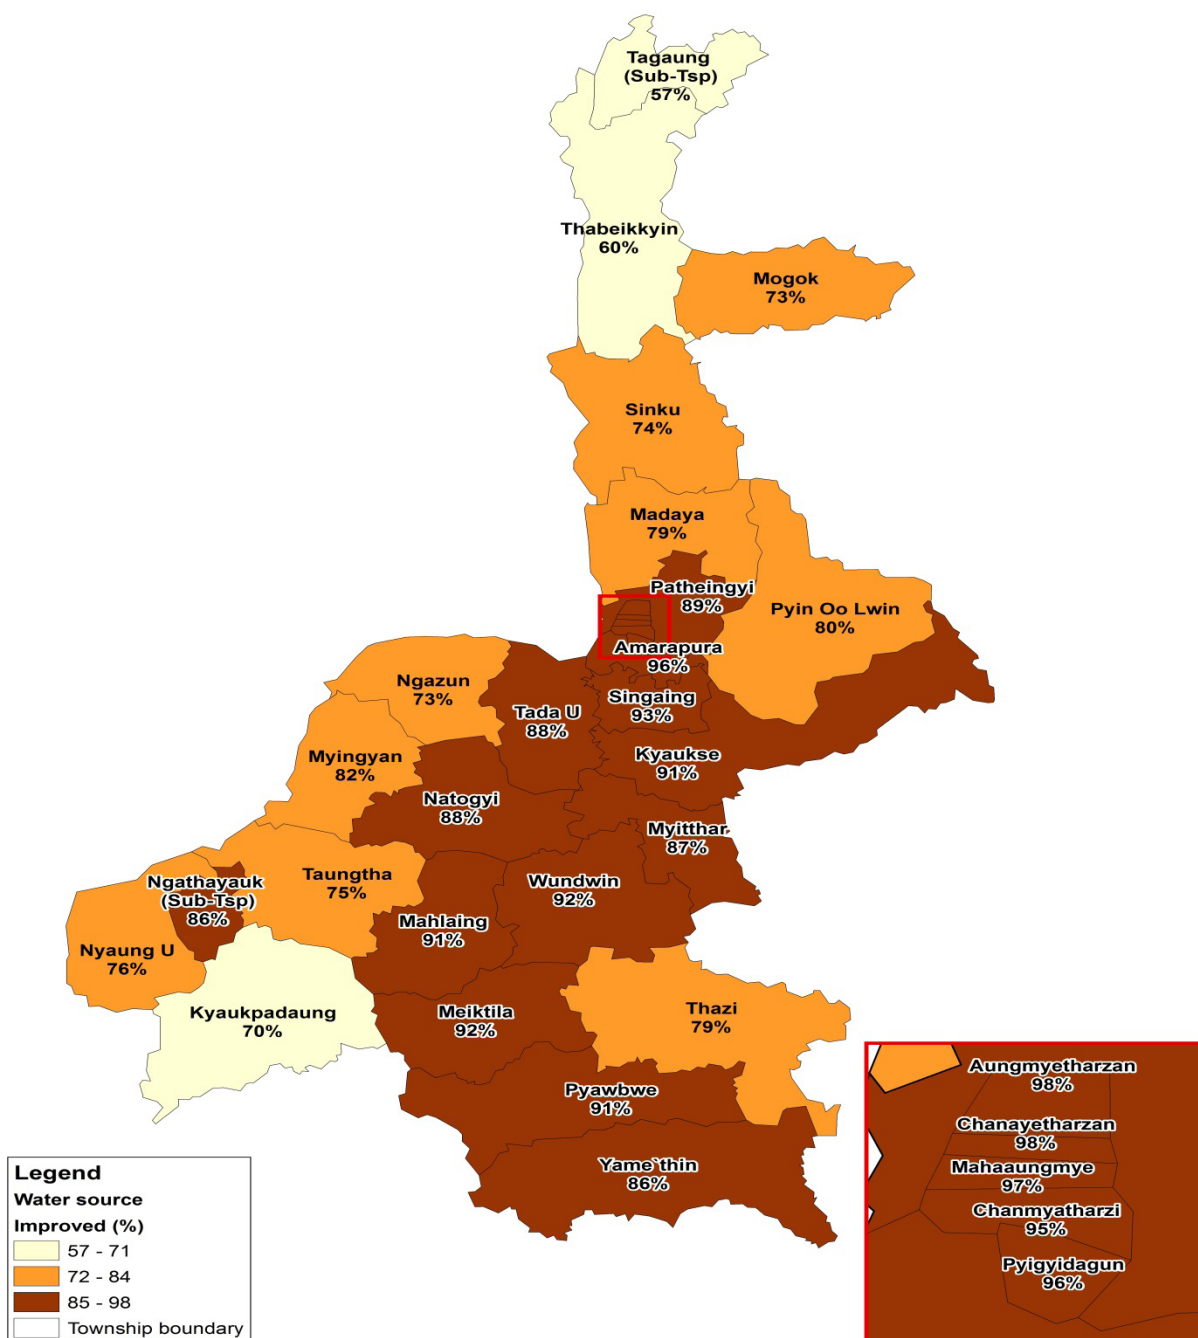 Tagaung
(Sub-Tsp)
57%
Thabeikkyin
60%
Mogok
73%
Sinku
74%
Madaya
79%
Patheingyi
89%
Pyin Oo Lwin
80%
Amarapura
96%
Ngazun
73%
Tada U
88%
Singaing
93%
Myingyan
82%
Kyaukse
91%
Natogyi
88%
Myitthar
87%
Ngathayauk
(Sub-Tsp)
86%
Taungtha
75%
Wundwin
92%
Mahlaing
91%
Nyaung U
76%
Kyaukpadaung
70%
Meiktila
92%
Thazi
79%
Pyawbwe
91%
Yame`thin
86%
Aungmyetharzan
98%
Chanayetharzan
98%
Mahaaungmye
97%
Chanmyatharzi
95%
Pyigyidagun
96%
Legend
Water source
Improved (%)
57 - 71
72 - 84
85 - 98
Township boundary